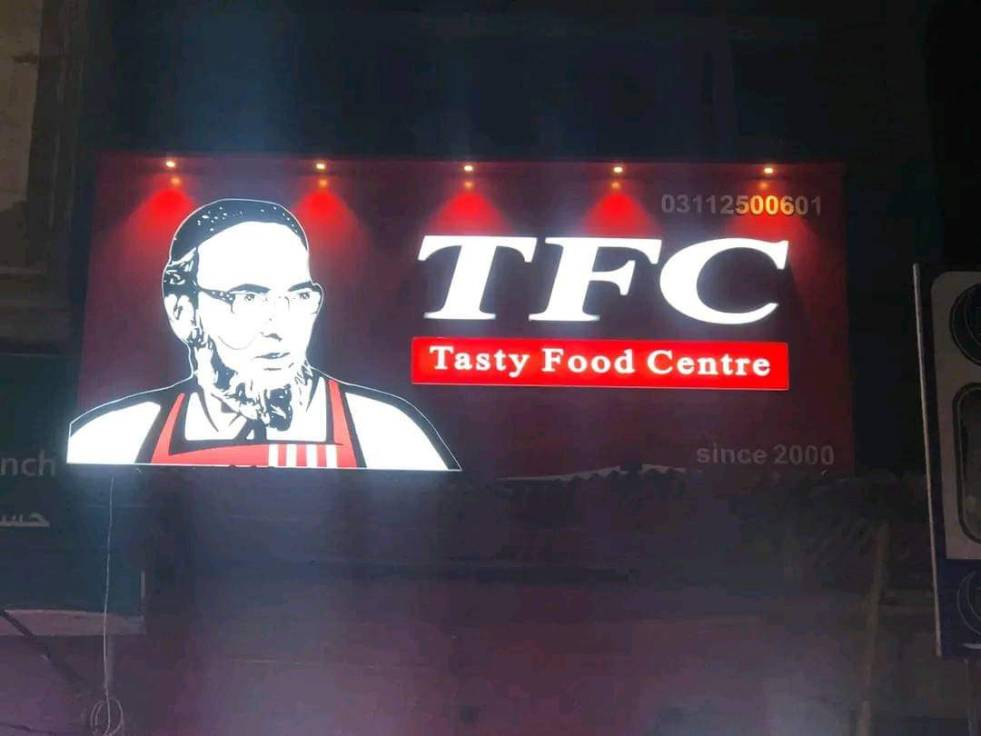 03112500601
TFC
Tasty Food Centre
since 2000
nch